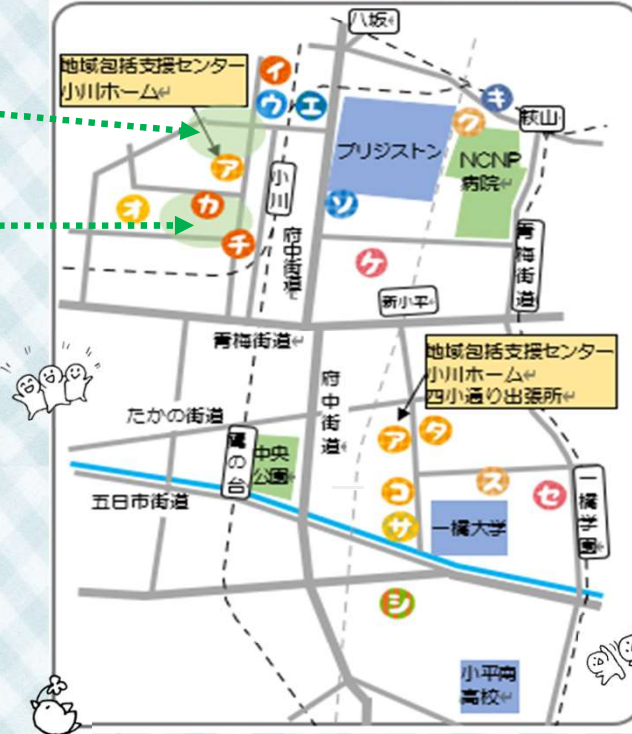 八坂
地域包括支援センター
小川ホーム
イ
ウ
エ
キ
ク
萩山
ブリジストン
NCNP
病院
ア
小川
オ
カ
ソ
チ
府中街道
ケ
青梅街道
新小平
青梅街道
地域包括支援センター
小川ホーム
四小通り出張所
府中街道
たかの街道
鷹の台
中央
公園
ア
タ
五日市街道
コ
ス
セ
一橋学園
サ
一橋大学
シ
小平南
高校